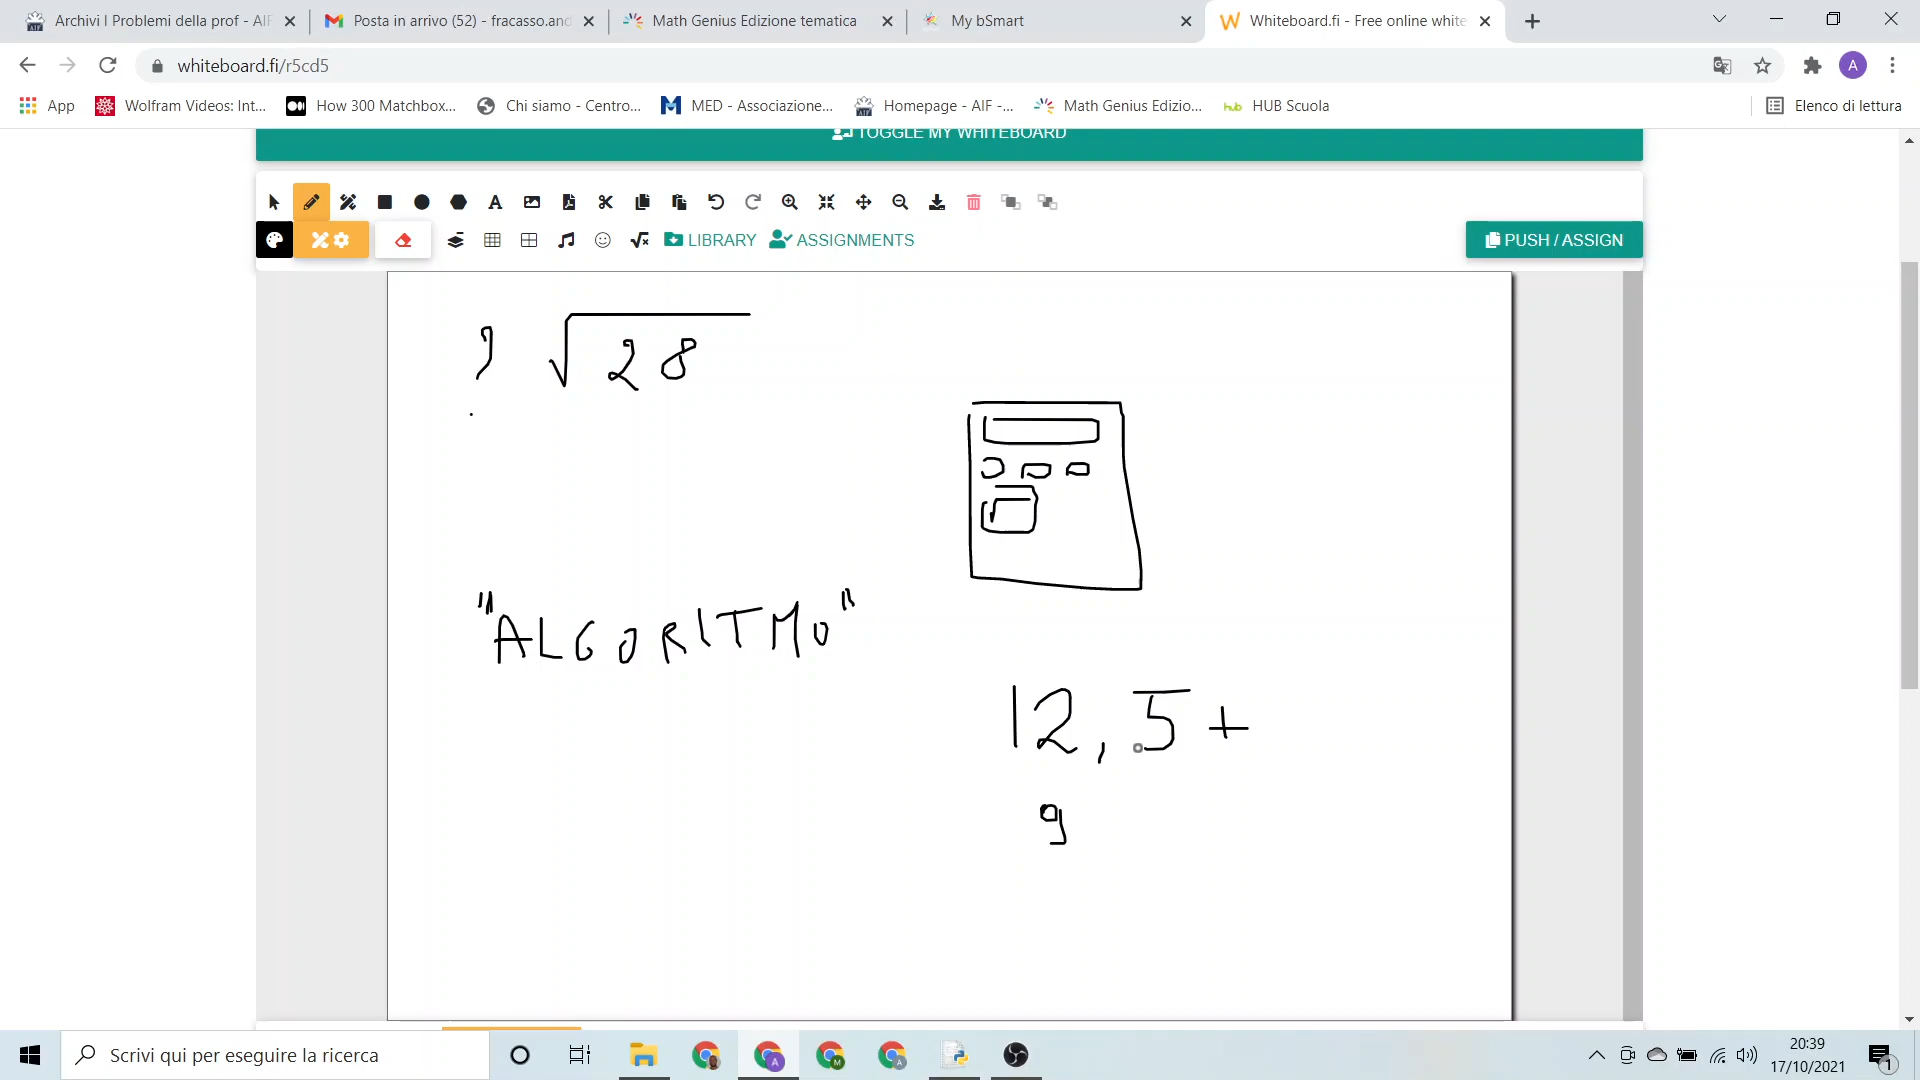 Archivi I Problemi della prof - AIF
Posta in arrivo (52) - fracasso.and
Math Genius Edizione tematica
My bSmart
Whiteboard.fi - Free online white
whiteboard.fi/r5cd5
A
App
Wolfram Videos: Int...
How 300 Matchbox...
Chi siamo - Centro...
MED - Associazione...
Homepage - AIF -...
Math Genius Edizio...
HUB Scuola
Elenco di lettura
TOGGLE MY WHITEBOARD
LIBRARY
ASSIGNMENTS
PUSH / ASSIGN
? √28
"ALGORITMO"
12,5+
9
Scrivi qui per eseguire la ricerca
20:39
17/10/2021
1